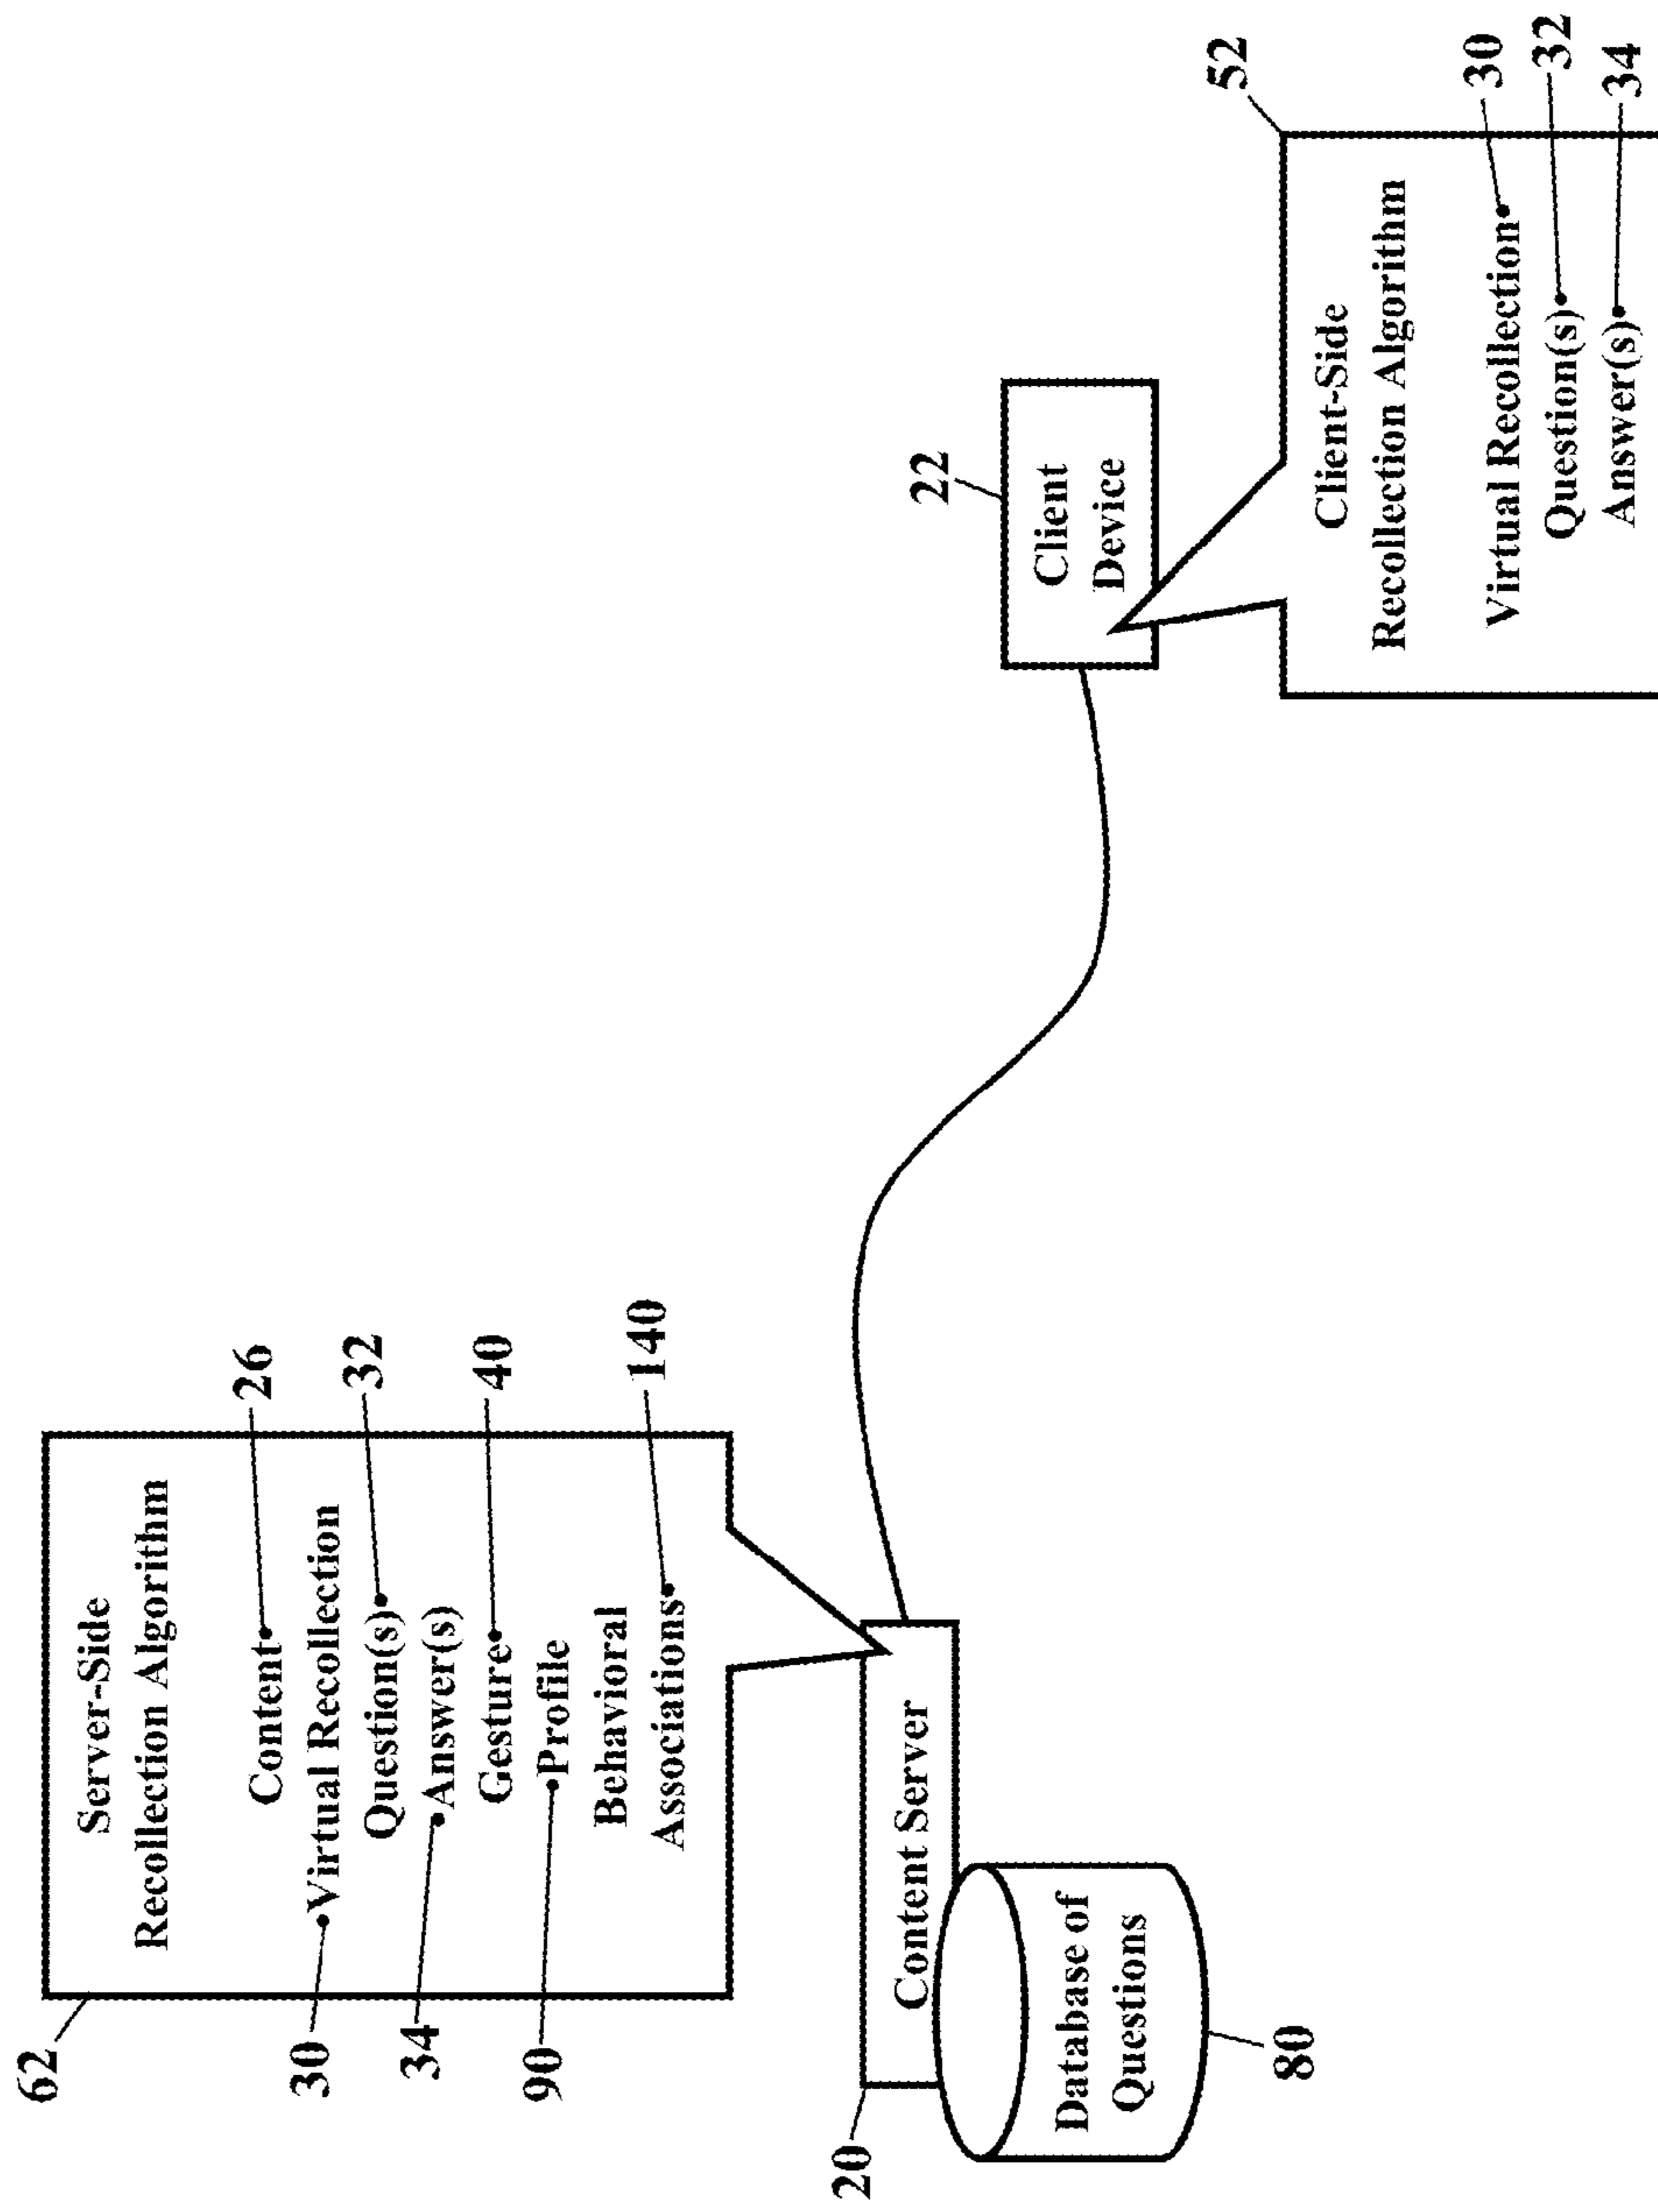 62
Server-Side
Recollection Algorithm
Content
26
30
Virtual Recollection
Question(s)
32
34
Answer(s)
Gesture
40
90
Profile
Behavioral
Associations
140
20
Content Server
Database of
Questions
80
22
Client
Device
52
Client-Side
Recollection Algorithm
Virtual Recollection
30
Question(s)
32
Answer(s)
34